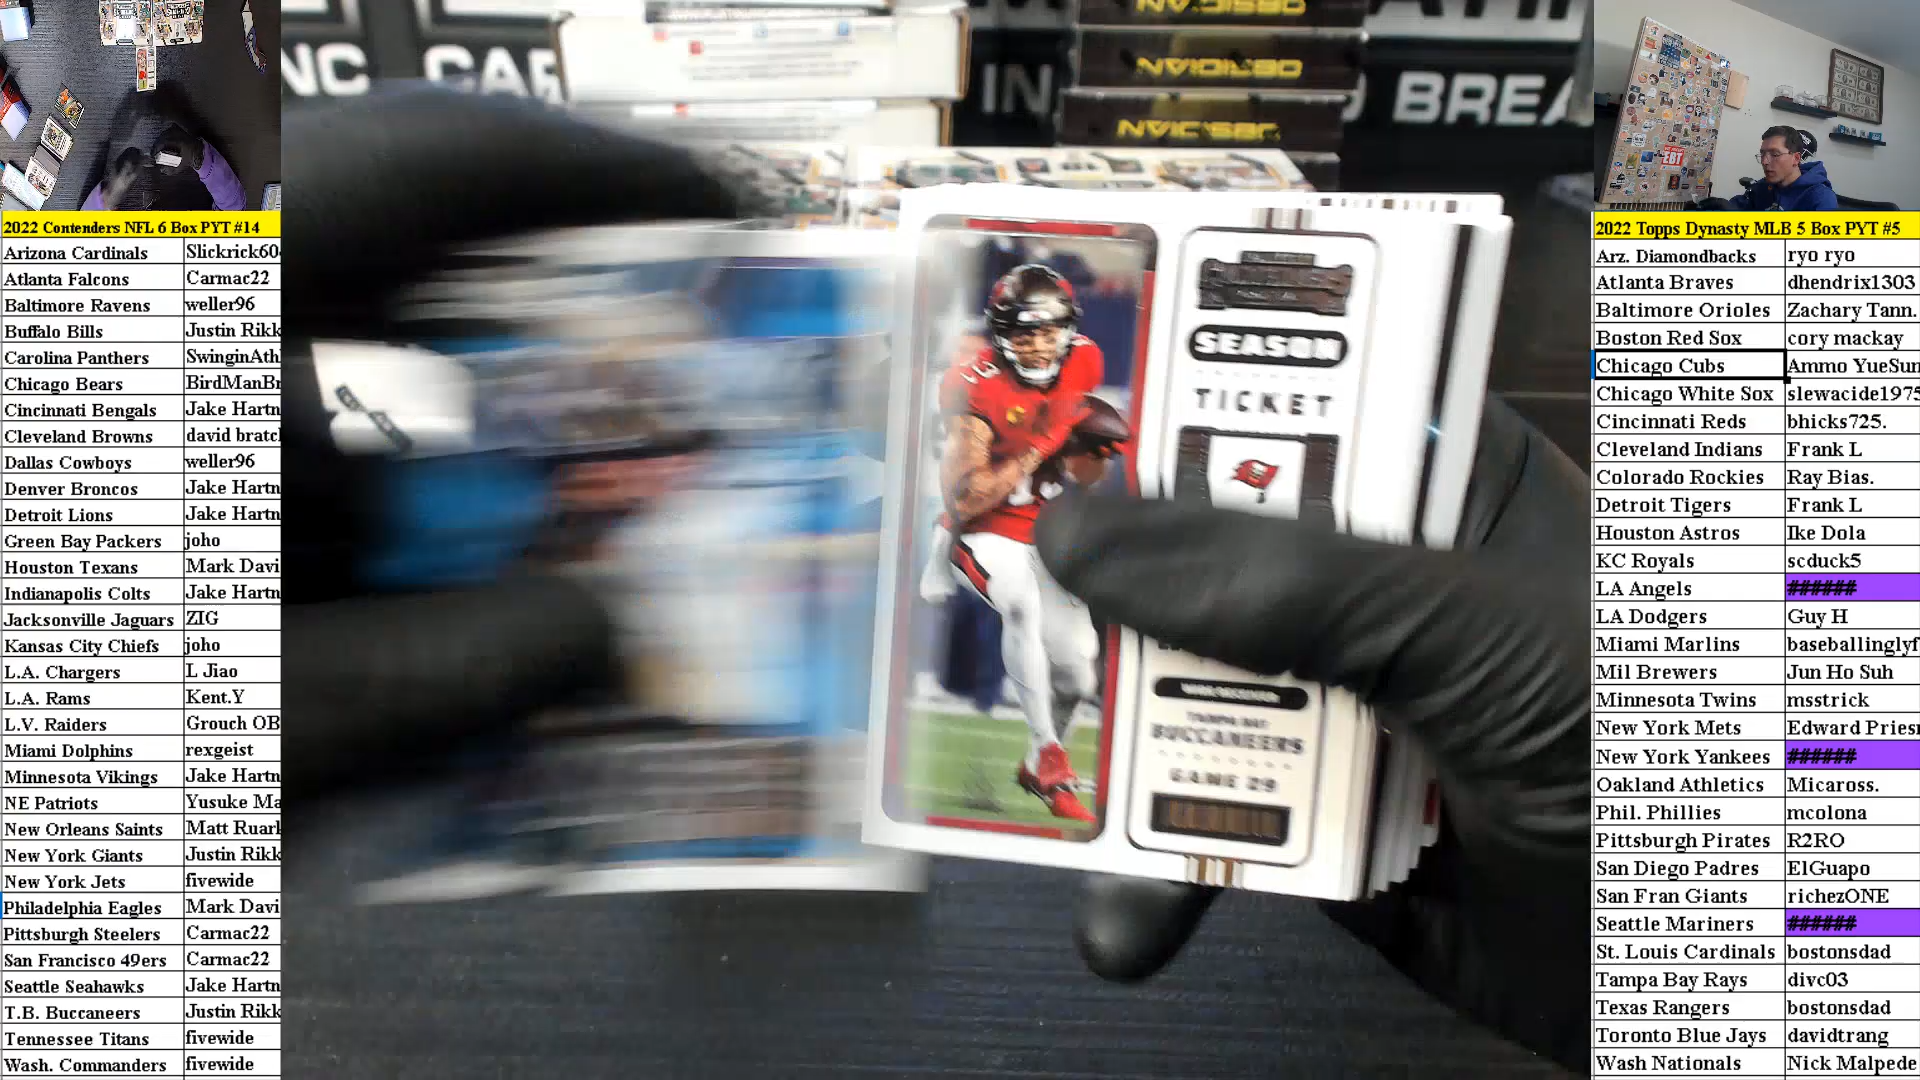 2022 Contenders NFL 6 Box PYT #14
Arizona Cardinals Slickrick60
Atlanta Falcons Carmac22
Baltimore Ravens weller96
Buffalo Bills Justin Rikk
Carolina Panthers SwinginAth
Chicago Bears BirdManBr
Cincinnati Bengals Jake Hartn
Cleveland Browns david bratcl
Dallas Cowboys weller96
Denver Broncos Jake Hartn
Detroit Lions Jake Hartn
Green Bay Packers joho
Houston Texans Mark Davi
Indianapolis Colts Jake Hartn
Jacksonville Jaguars ZIG
Kansas City Chiefs joho
L.A. Chargers L Jiao
L.A. Rams Kent.Y
L.V. Raiders Grouch OB
Miami Dolphins rexgeist
Minnesota Vikings Jake Hartn
NE Patriots Yusuke Ma
New Orleans Saints Matt Ruarl
New York Giants Justin Rikk
New York Jets fivewide
Philadelphia Eagles Mark Davi
Pittsburgh Steelers Carmac22
San Francisco 49ers Carmac22
Seattle Seahawks Jake Hartn
T.B. Buccaneers Justin Rikk
Tennessee Titans fivewide
Wash. Commanders fivewide
NC CAR
IN
BREA
SEASON
TICKET
TAMPA BAY
BUCCANEERS
GAME 29
2022 Topps Dynasty MLB 5 Box PYT #5
Arz. Diamondbacks ryo ryo
Atlanta Braves dhendrix1303
Baltimore Orioles Zachary Tann.
Boston Red Sox cory mackay
Chicago Cubs Ammo YueSun
Chicago White Sox slewacide1975
Cincinnati Reds bhicks725.
Cleveland Indians Frank L
Colorado Rockies Ray Bias.
Detroit Tigers Frank L
Houston Astros Ike Dola
KC Royals scduck5
LA Angels ######
LA Dodgers Guy H
Miami Marlins baseballinglyf
Mil Brewers Jun Ho Suh
Minnesota Twins msstrick
New York Mets Edward Priesn
New York Yankees ######
Oakland Athletics Micaross.
Phil. Phillies mcolona
Pittsburgh Pirates R2RO
San Diego Padres ElGuapo
San Fran Giants richezONE
Seattle Mariners ######
St. Louis Cardinals bostonsdad
Tampa Bay Rays divc03
Texas Rangers bostonsdad
Toronto Blue Jays davidtrang
Wash Nationals Nick Malpede